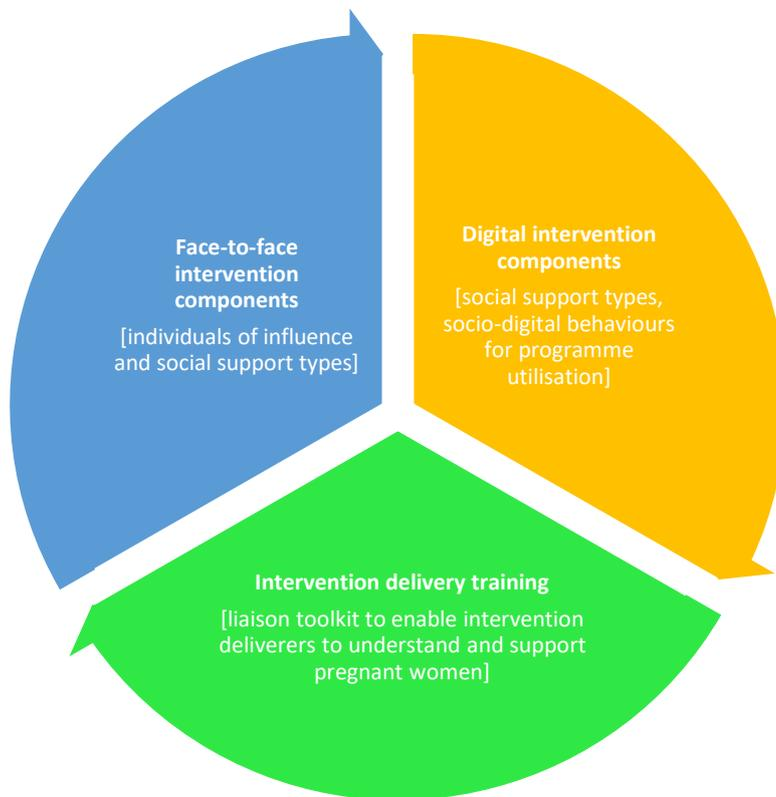 Face-to-face
intervention
components
[individuals of influence
and social support types]
Digital intervention
components
[social support types,
socio-digital behaviours
for programme
utilisation]
Intervention delivery training
[liaison toolkit to enable intervention
deliverers to understand and support
pregnant women]